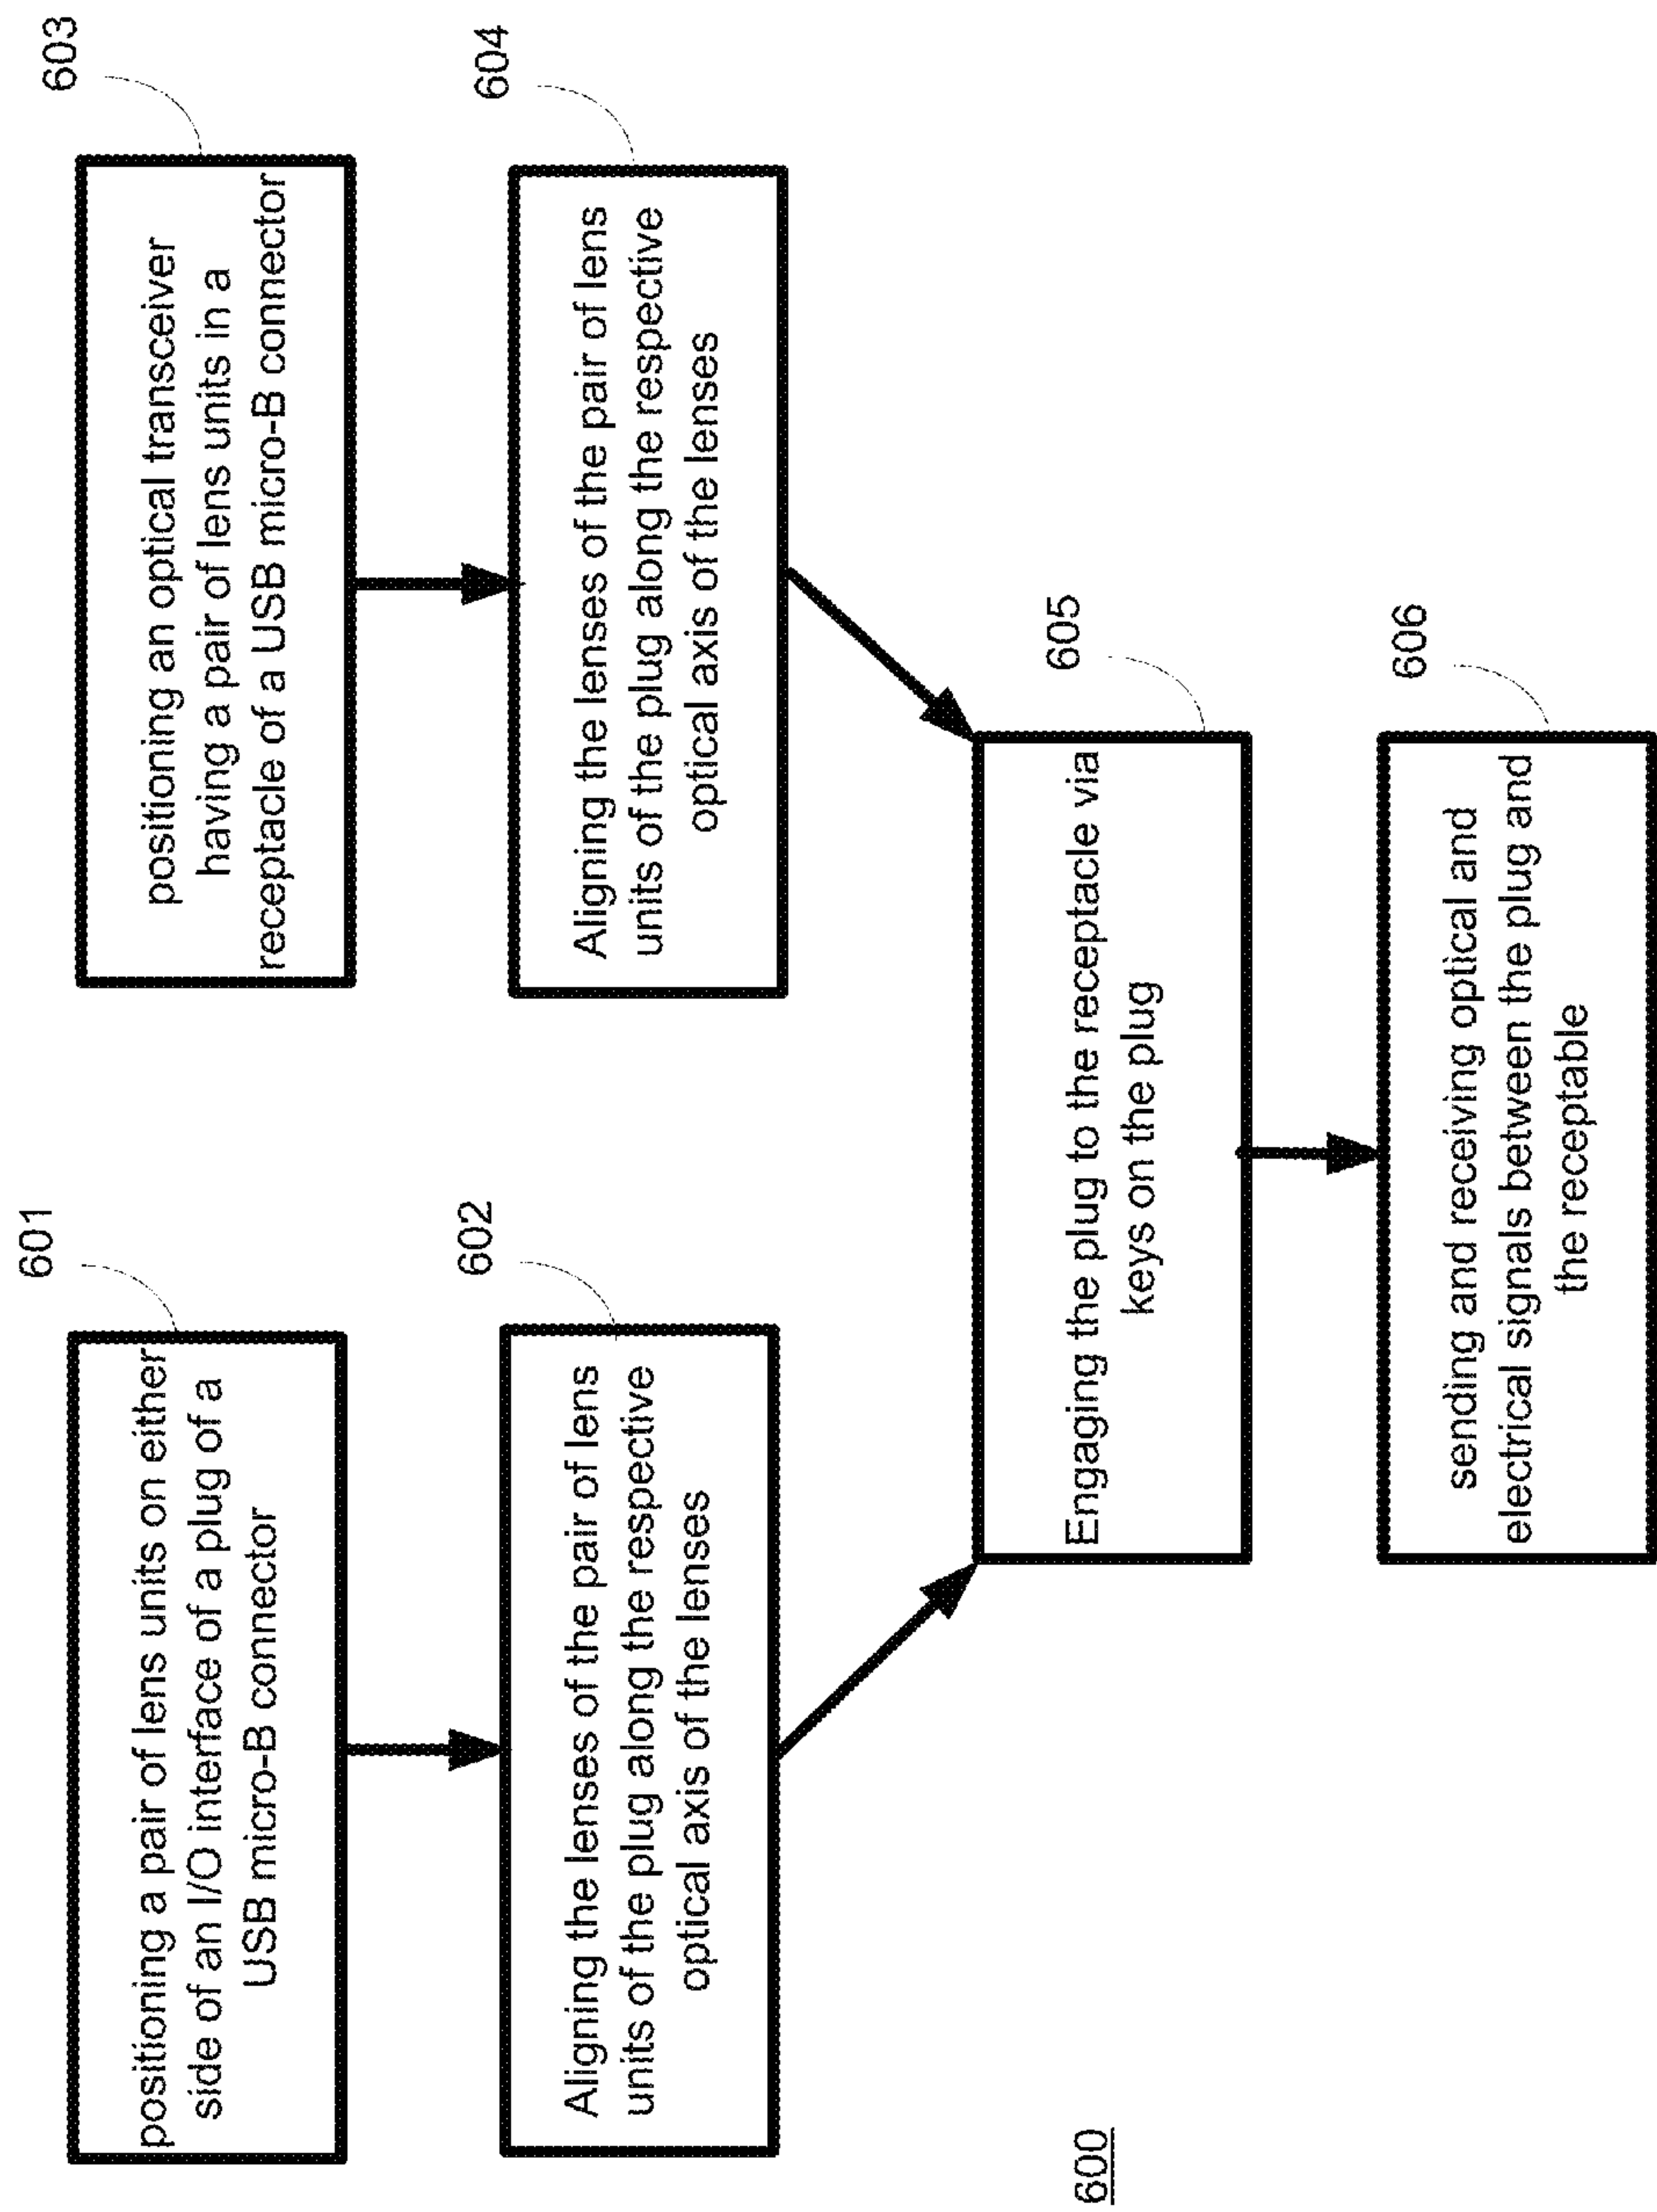 601
positioning a pair of lens units on either
side of an I/O interface of a plug of a
USB micro-B connector
603
positioning an optical transceiver
having a pair of lens units in a
receptacle of a USB micro-B connector
602
Aligning the lenses of the pair of lens
units of the plug along the respective
optical axis of the lenses
604
Aligning the lenses of the pair of lens
units of the plug along the respective
optical axis of the lenses
605
Engaging the plug to the receptacle via
keys on the plug
606
sending and receiving optical and
electrical signals between the plug and
the receptable
600